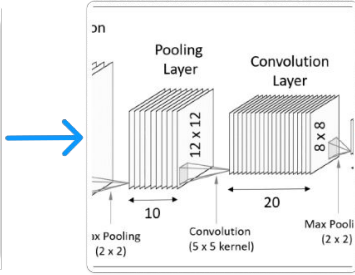 on
Pooling
Layer
Convolution
Layer
12 x 12
8 x 8
10
20
ax Pooling
(2 x 2)
Convolution
(5 x 5 kernel)
Max Pooli
(2 x 2)